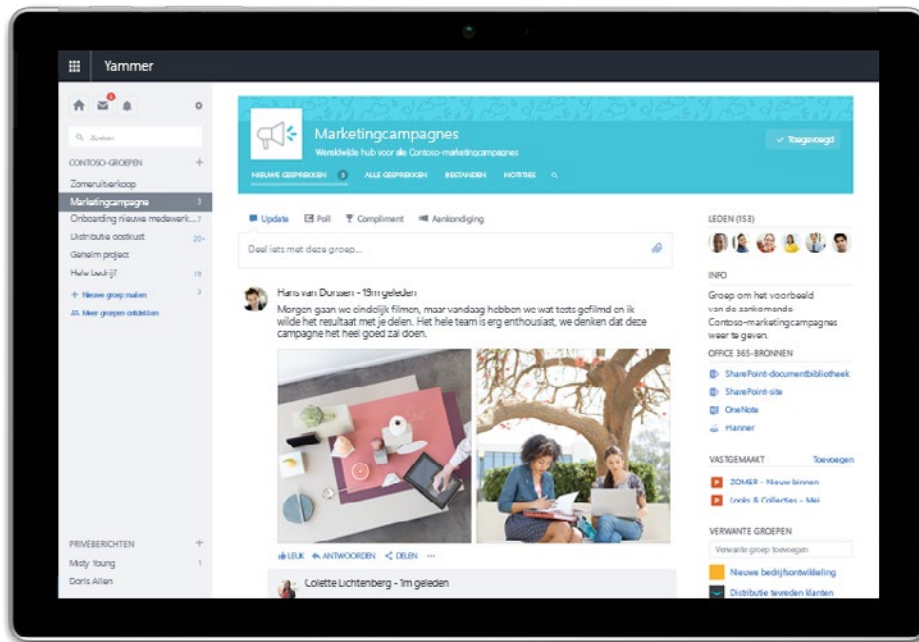 Yammer
3
Zoeken
CONTOSO-GROEPEN +
Zomeruitverkoop
Marketingcampagne 3
Onboarding nieuwe medewerk... 7
Distributie oostkust 20+
Geheim project
Hele bedrijf 19
+ Nieuwe groep maken 3
Meer groepen ontdekken
PRIVÉBERICHTEN +
Misty Young 1
Doris Allen
Marketingcampagnes
Wereldwijde hub voor alle Contoso-marketingcampagnes
Toegevoegd
NIEUWE GESPREKKEN 3 ALLE GESPREKKEN BESTANDEN NOTITIES
Update Poll Compliment Aankondiging
Deel iets met deze groep...
Hans van Dorssen - 19m geleden
Morgen gaan we eindelijk filmen, maar vandaag hebben we wat tests gefilmd en ik
wilde het resultaat met je delen. Het hele team is erg enthousiast, we denken dat deze
campagne het heel goed zal doen.
LEUK ANTWOORDEN DELEN ...
Colette Lichtenberg - 1m geleden
LEDEN (153)
INFO
Groep om het voorbeeld
van de aankomende
Contoso-marketingcampagnes
weer te geven.
OFFICE 365-BRONNEN
SharePoint-documentbibliotheek
SharePoint-site
OneNote
Planner
VASTGEMAAKT Toevoegen
ZOMER - Nieuw binnen
Looks & Collecties - Mei
VERWANTE GROEPEN
Verwante groep toevoegen
Nieuwe bedrijfsontwikkeling
Distributie tevreden klanten